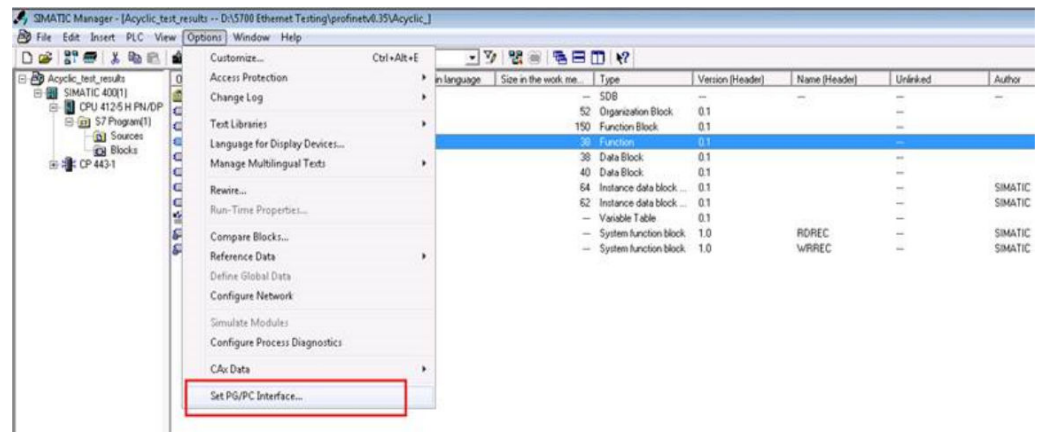 SIMATIC Manager - [Acyclic_test_results -- D:\5700 Ethernet Testing\profinetv0.35\Acyclic_]
File Edit Insert PLC View Options Window Help
Acyclic_test_results
SIMATIC 400(1)
CPU 412-5 H PN/DP
S7 Program(1)
Sources
Blocks
CP 443-1
Customize... Ctrl+Alt+E
Access Protection
Change Log
Text Libraries
Language for Display Devices...
Manage Multilingual Texts
Rewire...
Run-Time Properties...
Compare Blocks...
Reference Data
Define Global Data
Configure Network
Simulate Modules
Configure Process Diagnostics
CAx Data
Set PG/PC Interface...
in language Size in the work me... Type Version (Header) Name (Header) Unlinked Author
--- SDB --- --- --- ---
52 Organization Block 0.1 ---
150 Function Block 0.1 ---
38 Function 0.1 ---
38 Data Block 0.1 ---
40 Data Block 0.1 ---
64 Instance data block ... 0.1 --- SIMATIC
62 Instance data block ... 0.1 --- SIMATIC
--- Variable Table 0.1 ---
--- System function block 1.0 RDREC --- SIMATIC
--- System function block 1.0 WRREC --- SIMATIC